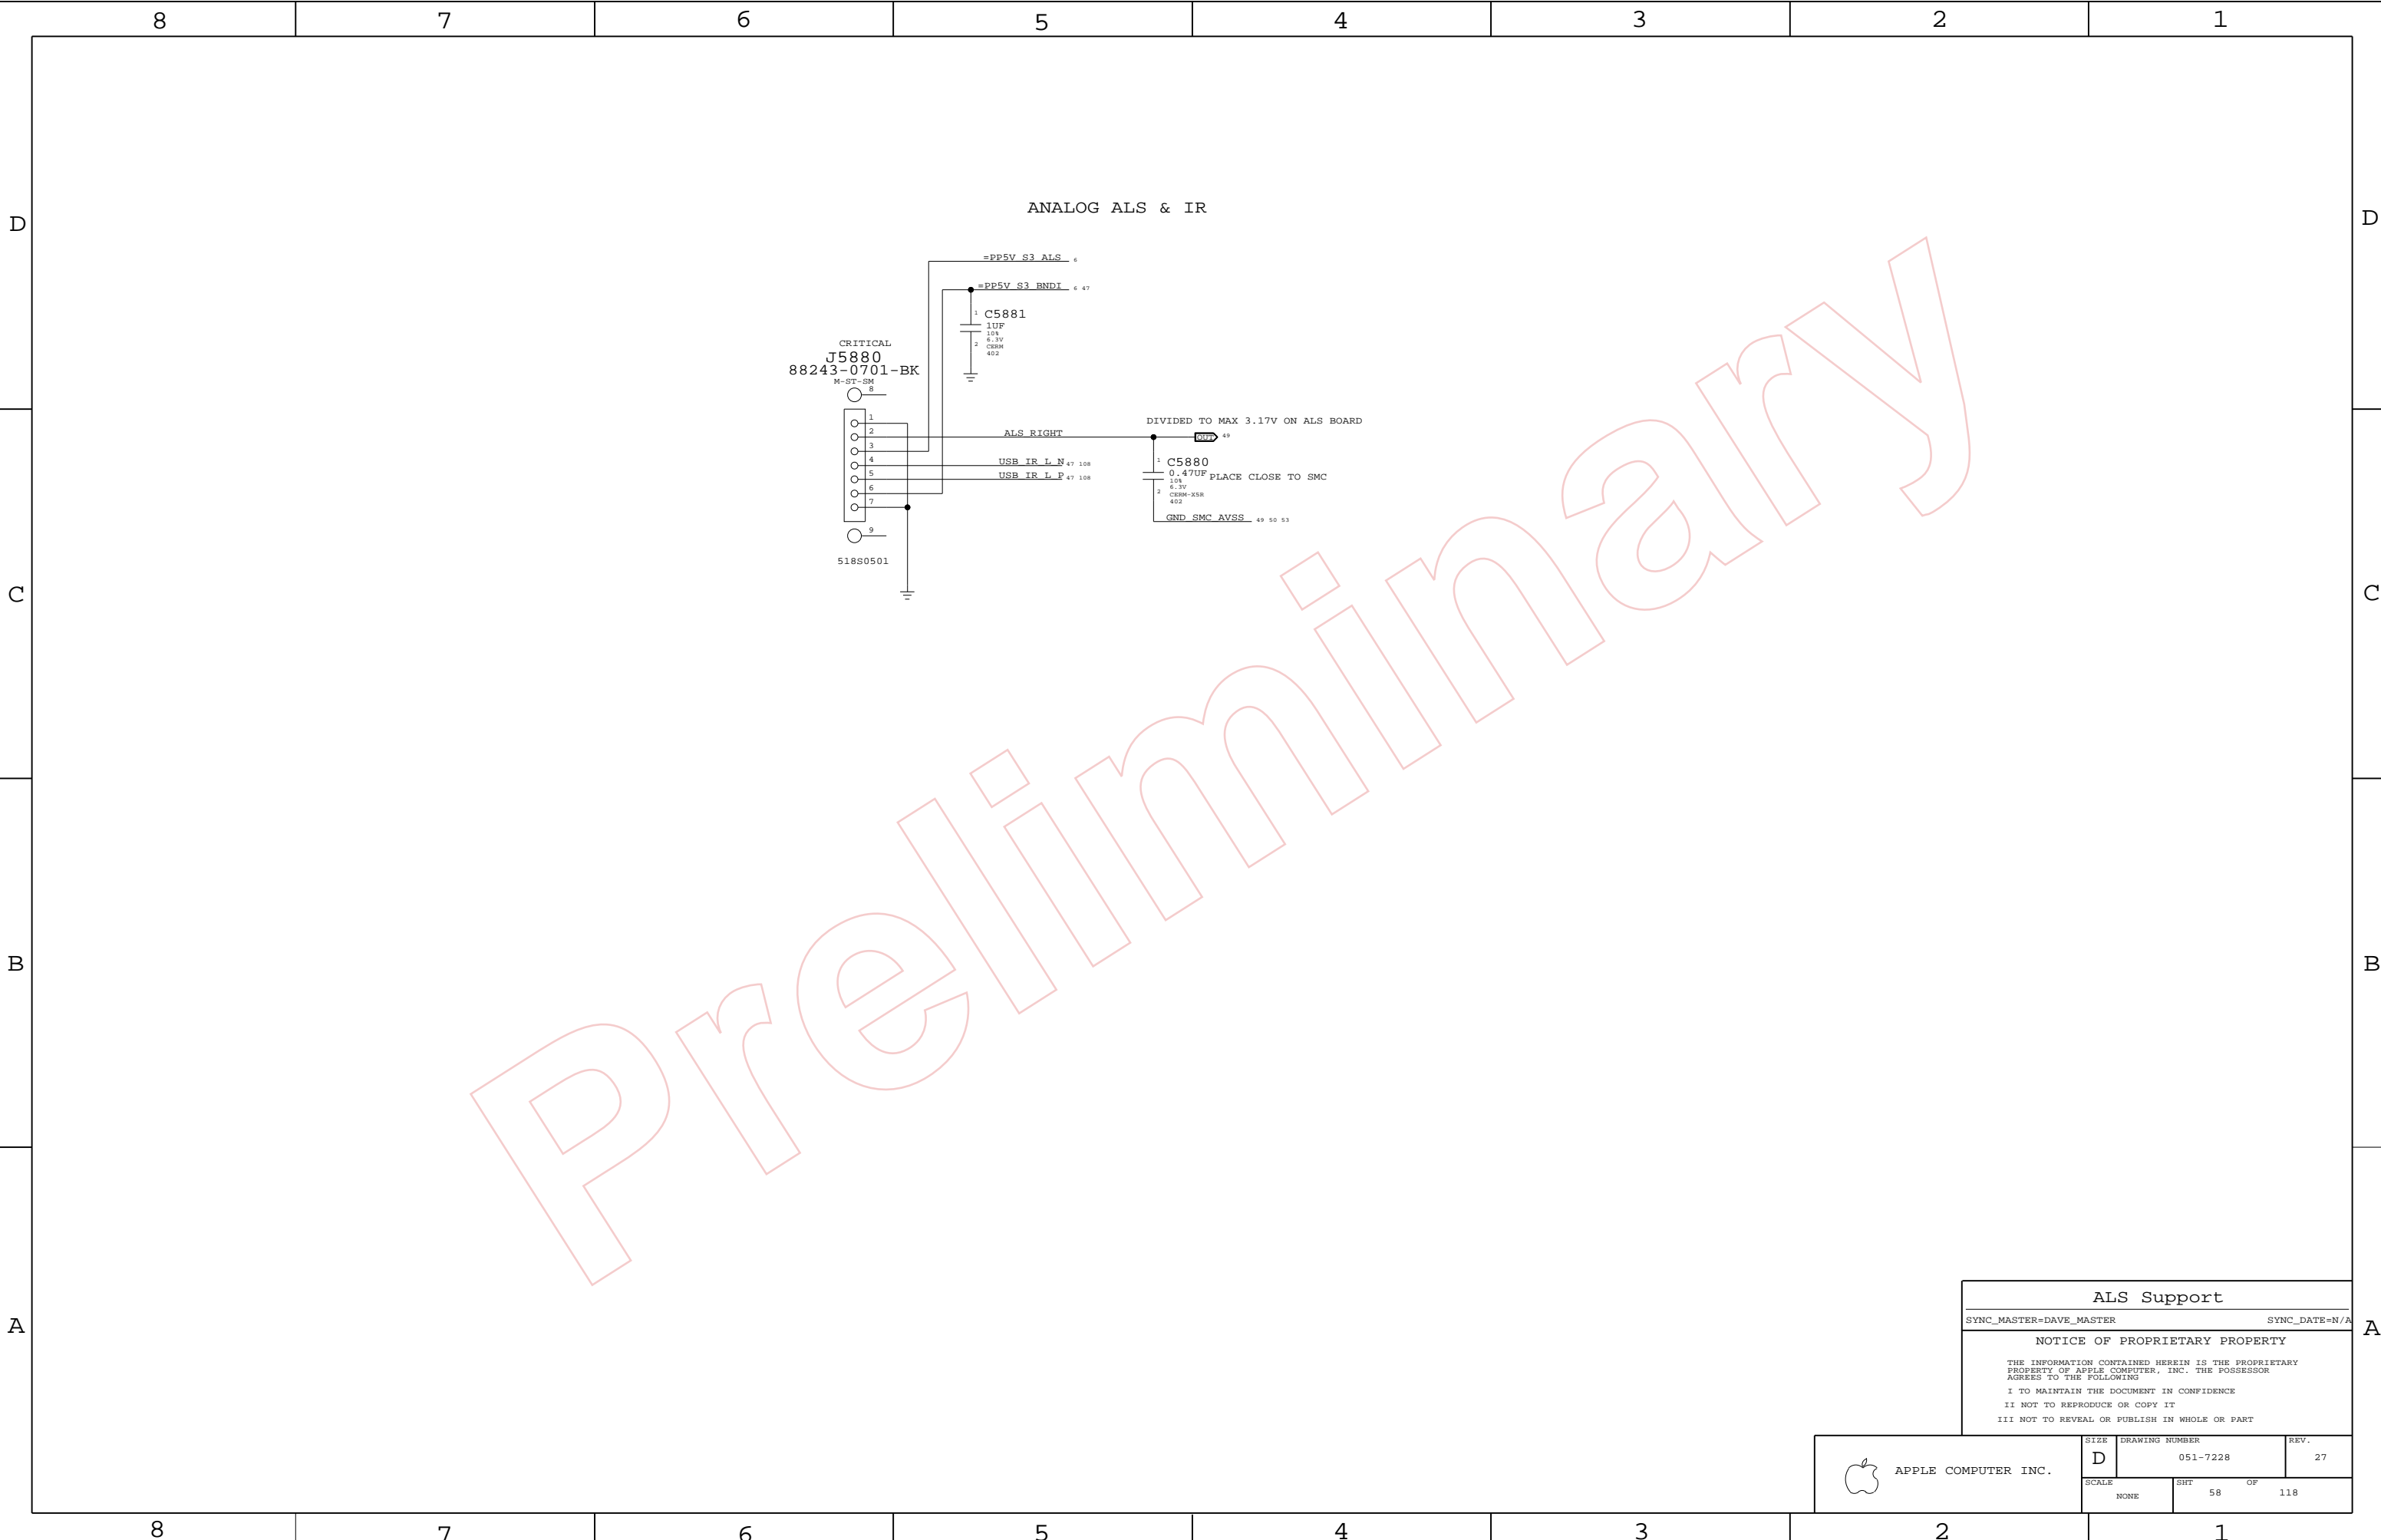 8 7 6 5 4 3 2 1
D D
C C
B B
A A
ANALOG ALS & IR
=PP5V_S3_ALS 6
=PP5V_S3_BNDI 6 47
1 C5881
1UF
10%
6.3V
2 CERM
402
CRITICAL
J5880
88243-0701-BK
M-ST-SM
8
1
2
3
4
5
6
7
9
518S0501
ALS_RIGHT
USB_IR_L_N 47 108
USB_IR_L_P 47 108
DIVIDED TO MAX 3.17V ON ALS BOARD
OUT 49
1 C5880
0.47UF PLACE CLOSE TO SMC
10%
6.3V
2 CERM-X5R
402
GND_SMC_AVSS 49 50 53
Preliminary
ALS Support
SYNC_MASTER=DAVE_MASTER SYNC_DATE=N/A
NOTICE OF PROPRIETARY PROPERTY
THE INFORMATION CONTAINED HEREIN IS THE PROPRIETARY
PROPERTY OF APPLE COMPUTER, INC. THE POSSESSOR
AGREES TO THE FOLLOWING
I TO MAINTAIN THE DOCUMENT IN CONFIDENCE
II NOT TO REPRODUCE OR COPY IT
III NOT TO REVEAL OR PUBLISH IN WHOLE OR PART
APPLE COMPUTER INC.
SIZE DRAWING NUMBER REV.
D 051-7228 27
SCALE SHT OF
NONE 58 118
8 7 6 5 4 3 2 1